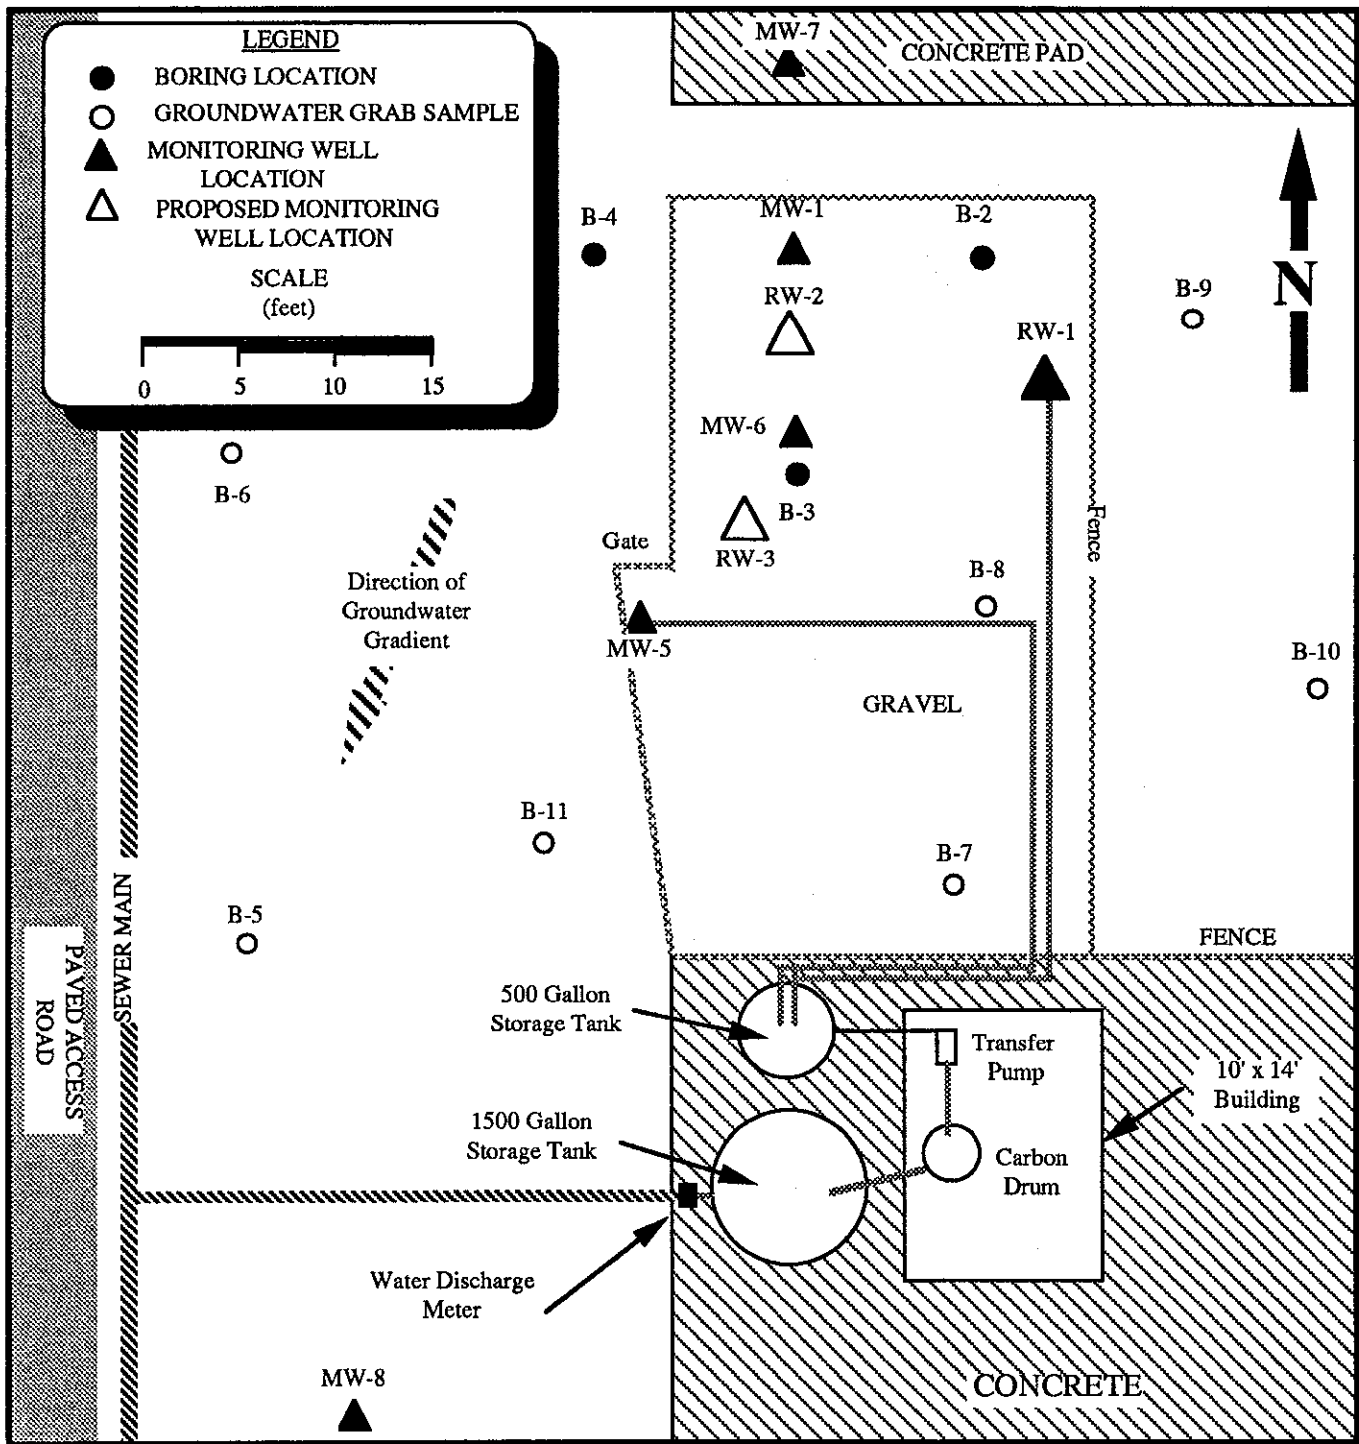 LEGEND
BORING LOCATION
GROUNDWATER GRAB SAMPLE
MONITORING WELL
LOCATION
PROPOSED MONITORING
WELL LOCATION
SCALE
(feet)
0 5 10 15
MW-7
CONCRETE PAD
B-4
MW-1
B-2
N
B-9
RW-2
RW-1
MW-6
B-3
B-6
RW-3
Fence
Gate
B-8
Direction of
Groundwater
Gradient
MW-5
B-10
GRAVEL
B-11
B-7
B-5
SEWER MAIN
PAVED ACCESS
ROAD
FENCE
500 Gallon
Storage Tank
Transfer
Pump
10' x 14'
Building
1500 Gallon
Storage Tank
Carbon
Drum
Water Discharge
Meter
MW-8
CONCRETE